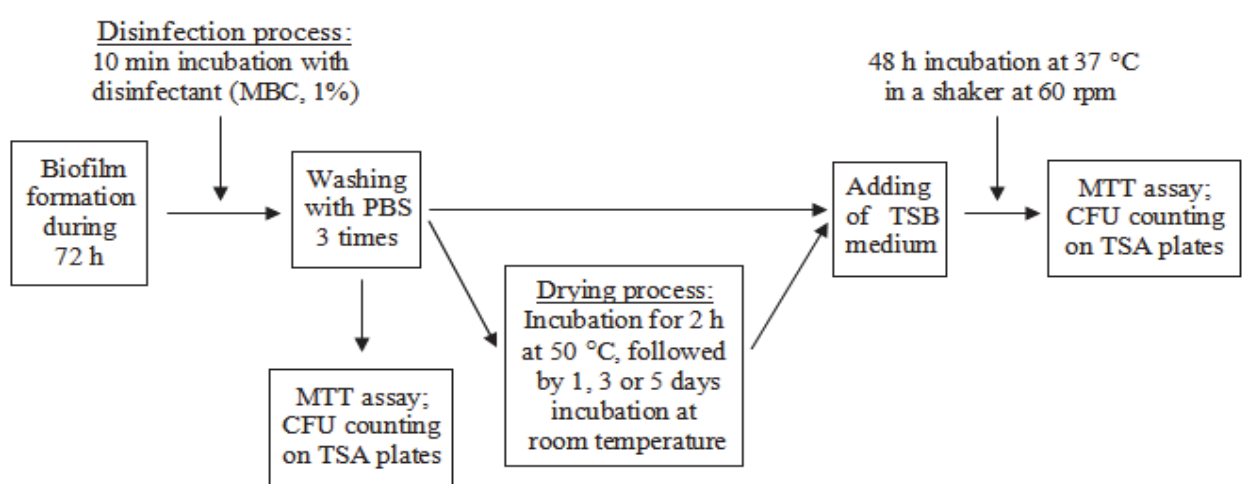 Disinfection process:
10 min incubation with
disinfectant (MBC, 1%)
48 h incubation at 37 °C
in a shaker at 60 rpm
Biofilm
formation
during
72 h
Washing
with PBS
3 times
Adding
of TSB
medium
MTT assay;
CFU counting
on TSA plates
Drying process:
Incubation for 2 h
at 50 °C, followed
by 1, 3 or 5 days
incubation at
room temperature
MTT assay;
CFU counting
on TSA plates